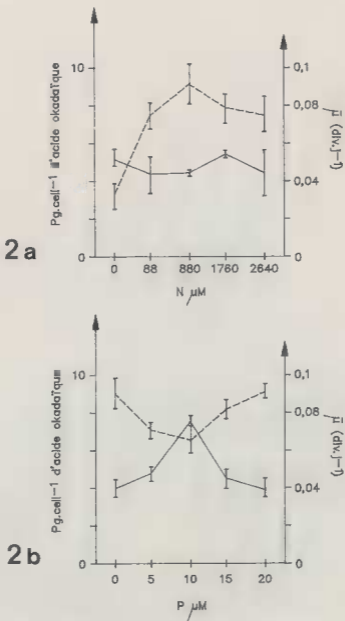 2a
Pg.cell-1 d'acide okadaïque
10
0
0,1
0,08
0,04
0
μ̄ (div.j-1)
0 88 880 1760 2640
N /μM
2b
Pg.cell-1 d'acide okadaïque
10
0
0,1
0,08
0,04
0
μ̄ (div.j-1)
0 5 10 15 20
P /μM